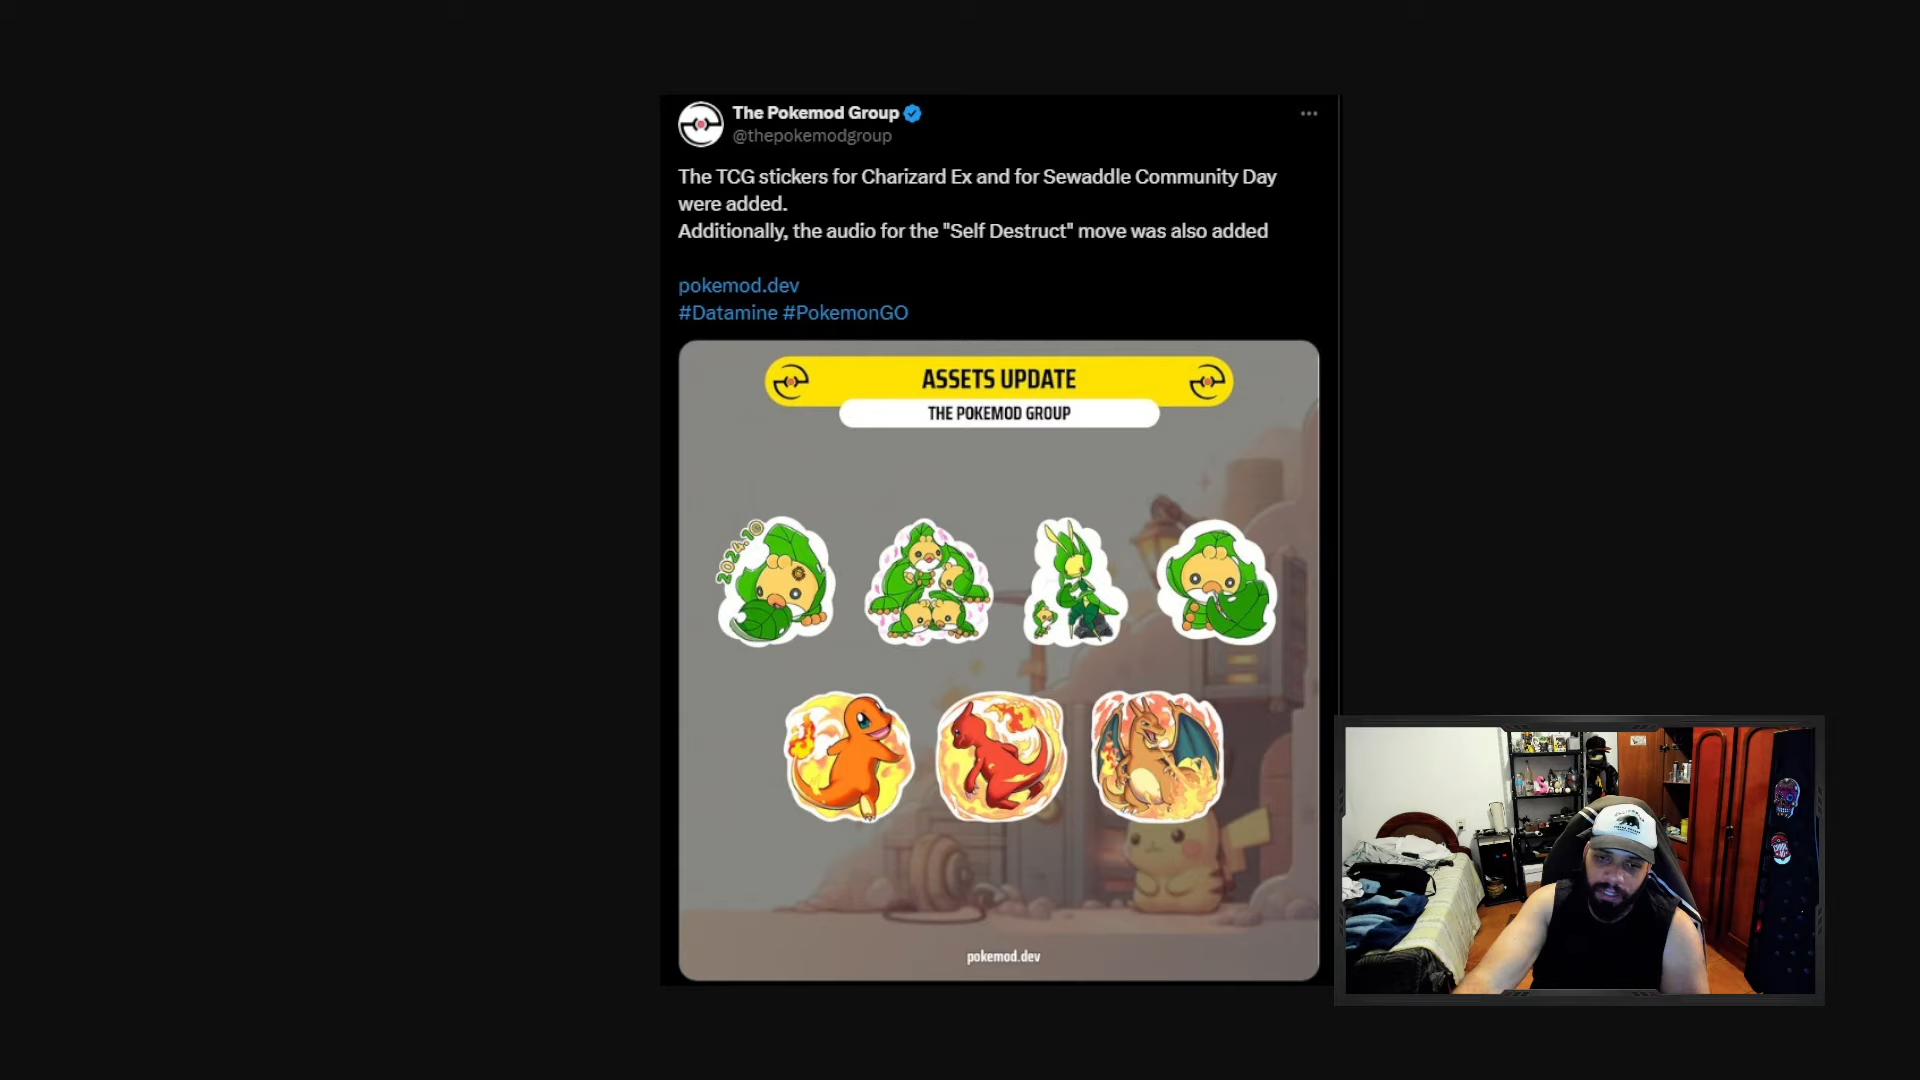 The Pokemod Group
@thepokemodgroup
The TCG stickers for Charizard Ex and for Sewaddle Community Day
were added.
Additionally, the audio for the "Self Destruct" move was also added
pokemod.dev
#Datamine #PokemonGO
ASSETS UPDATE
THE POKEMOD GROUP
2024.10
pokemod.dev